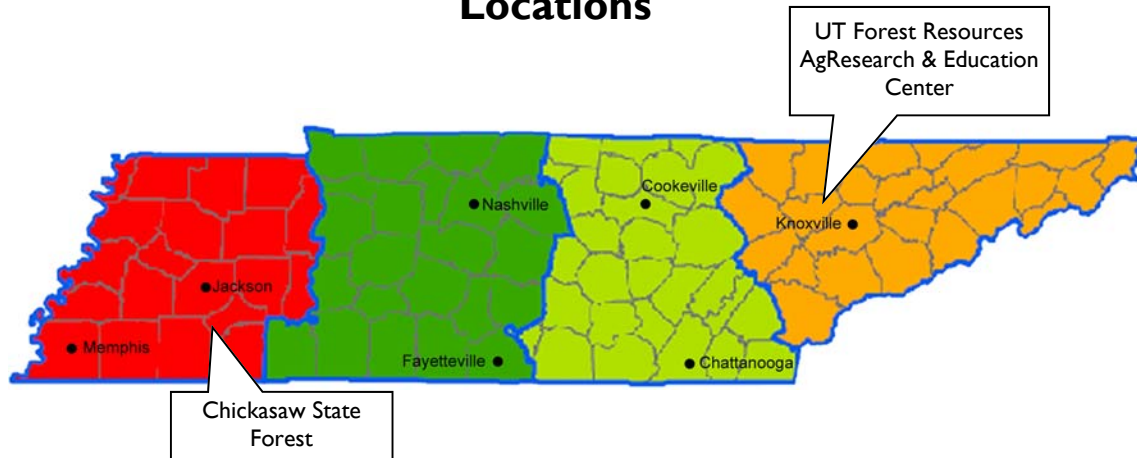 Locations
UT Forest Resources
AgResearch & Education
Center
Cookeville
Nashville
Knoxville
Jackson
Memphis
Fayetteville
Chattanooga
Chickasaw State
Forest